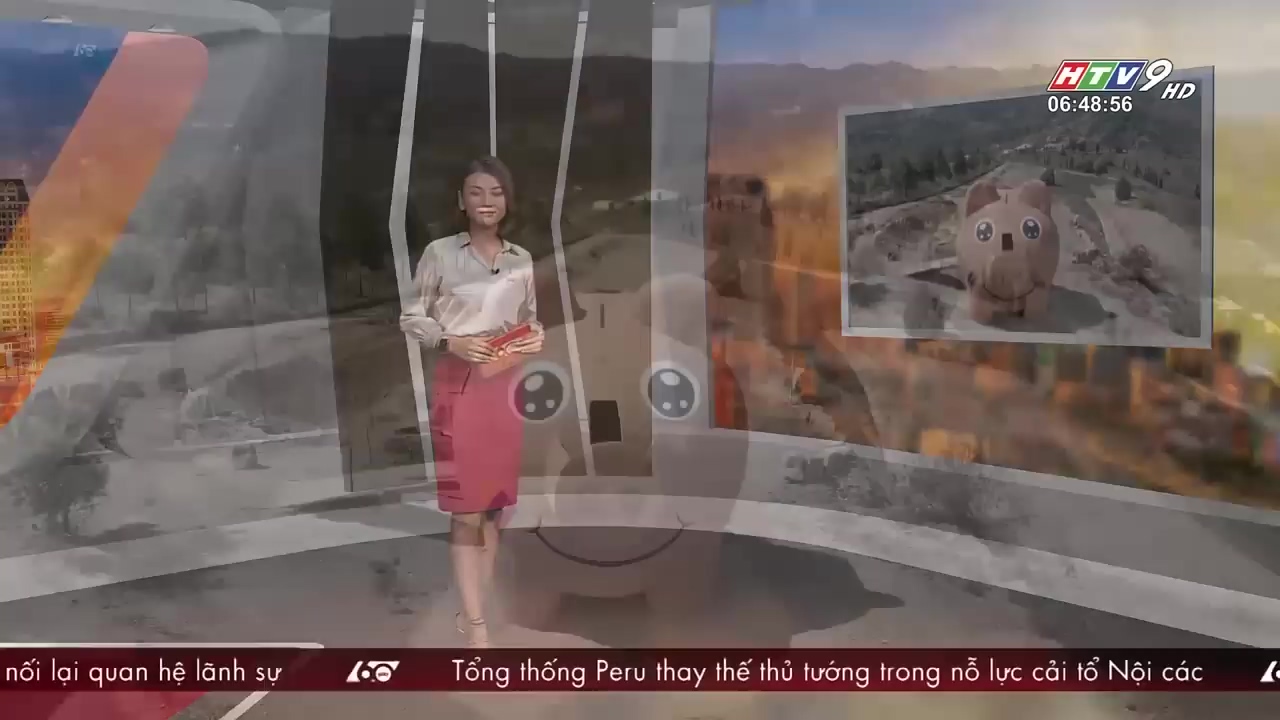 HTV9 HD
06:48:56
nối lại quan hệ lãnh sự
Tổng thống Peru thay thế thủ tướng trong nỗ lực cải tổ Nội các